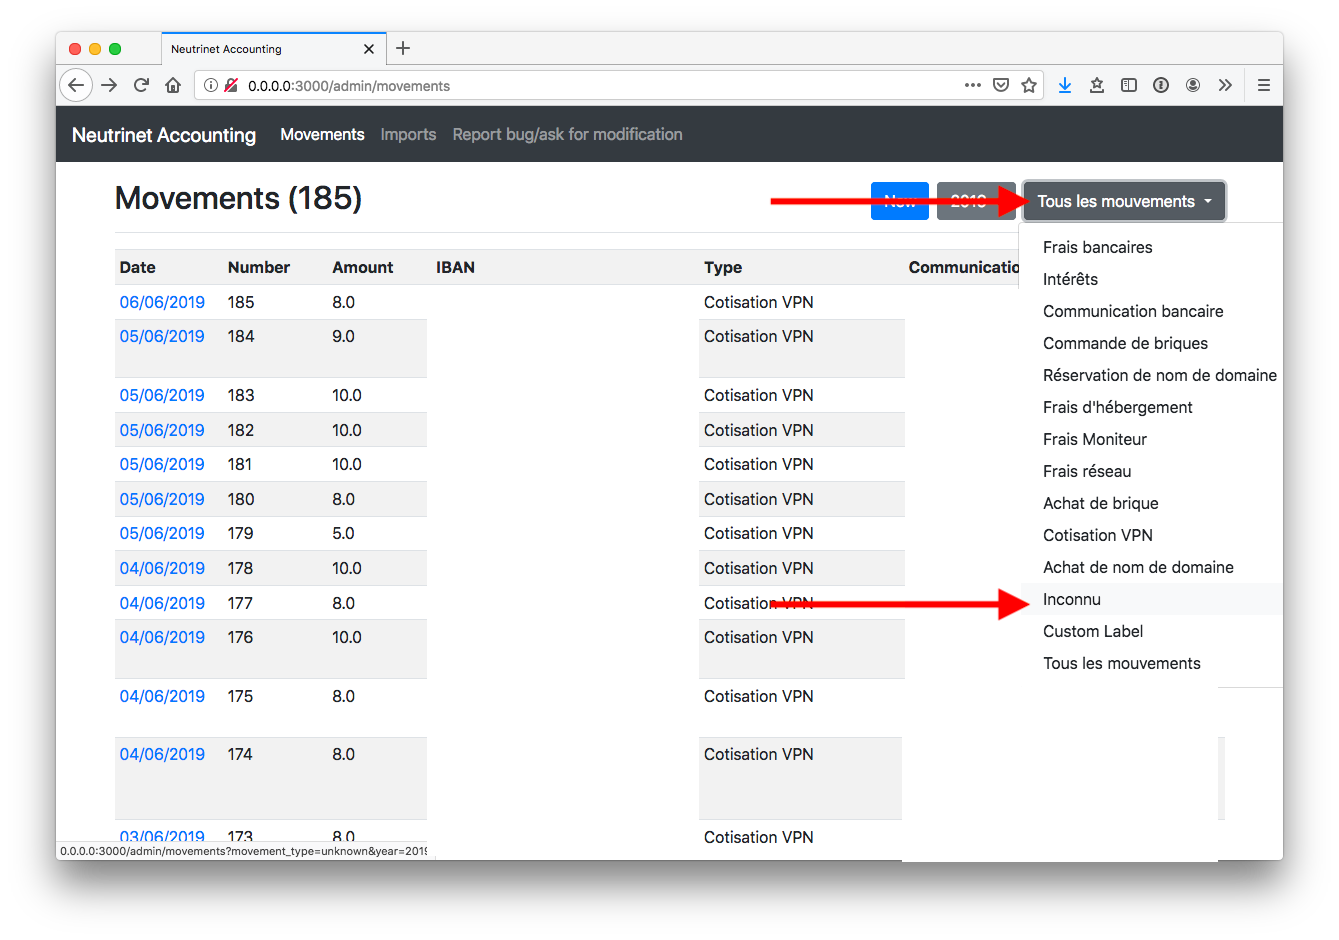 Neutrinet Accounting
0.0.0.0:3000/admin/movements
Neutrinet Accounting Movements Imports Report bug/ask for modification
Movements (185)
New 2019 Tous les mouvements
Date Number Amount IBAN Type Communicatio
06/06/2019 185 8.0 Cotisation VPN
05/06/2019 184 9.0 Cotisation VPN
05/06/2019 183 10.0 Cotisation VPN
05/06/2019 182 10.0 Cotisation VPN
05/06/2019 181 10.0 Cotisation VPN
05/06/2019 180 8.0 Cotisation VPN
05/06/2019 179 5.0 Cotisation VPN
04/06/2019 178 10.0 Cotisation VPN
04/06/2019 177 8.0 Cotisation VPN
04/06/2019 176 10.0 Cotisation VPN
04/06/2019 175 8.0 Cotisation VPN
04/06/2019 174 8.0 Cotisation VPN
03/06/2019 173 8.0 Cotisation VPN
Frais bancaires
Intérêts
Communication bancaire
Commande de briques
Réservation de nom de domaine
Frais d'hébergement
Frais Moniteur
Frais réseau
Achat de brique
Cotisation VPN
Achat de nom de domaine
Inconnu
Custom Label
Tous les mouvements
0.0.0.0:3000/admin/movements?movement_type=unknown&year=2019